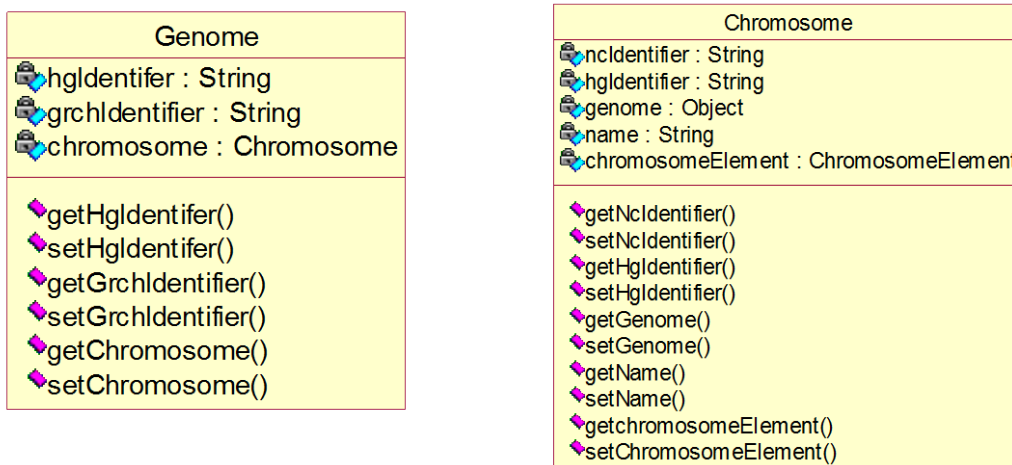 Genome
hgIdentifer : String
grchIdentifier : String
chromosome : Chromosome
getHgIdentifer()
setHgIdentifer()
getGrchIdentifier()
setGrchIdentifier()
getChromosome()
setChromosome()
Chromosome
ncIdentifier : String
hgIdentifier : String
genome : Object
name : String
chromosomeElement : ChromosomeElement
getNcIdentifier()
setNcIdentifier()
getHgIdentifier()
setHgIdentifier()
getGenome()
setGenome()
getName()
setName()
getchromosomeElement()
setChromosomeElement()